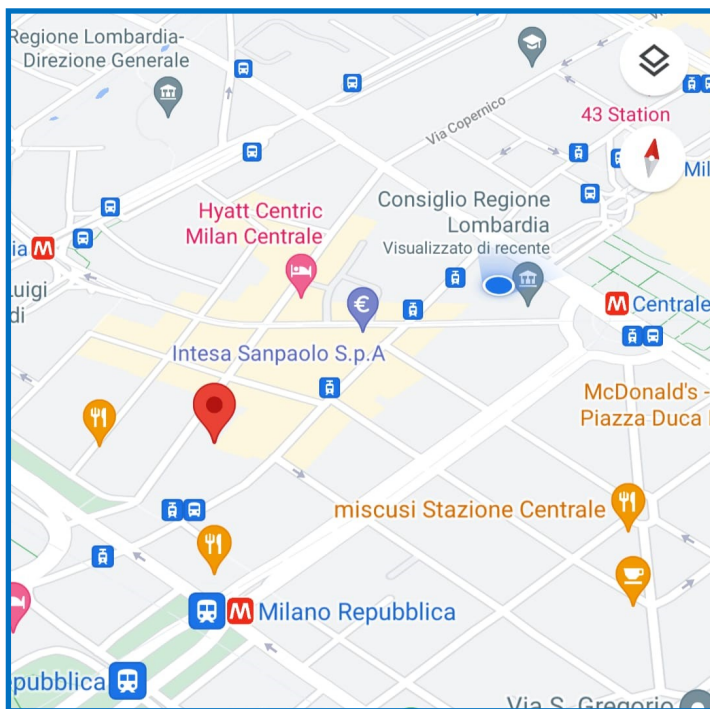 Regione Lombardia-
Direzione Generale
Via Copernico
43 Station
Mil
Consiglio Regione
Lombardia
Visualizzato di recente
Hyatt Centric
Milan Centrale
ia M
uigi
di
€
M Centrale
Intesa Sanpaolo S.p.A
McDonald's -
Piazza Duca
miscusi Stazione Centrale
M Milano Repubblica
epubblica
Via S. Gregorio